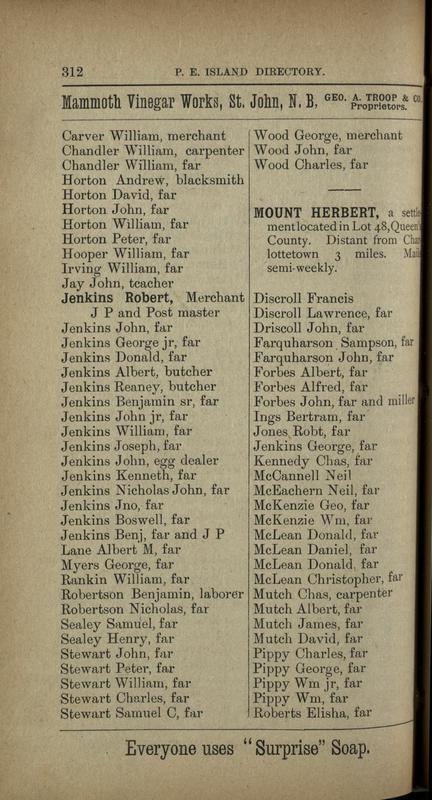 312 P. E. ISLAND DIRECTORY.
Mammoth Vinegar Works, St. John, N. B, GEO. A. TROOP & CO. Proprietors.
Carver William, merchant
Chandler William, carpenter
Chandler William, far
Horton Andrew, blacksmith
Horton David, far
Horton John, far
Horton William, far
Horton Peter, far
Hooper William, far
Irving William, far
Jay John, tcacher
Jenkins Robert, Merchant
J P and Post master
Jenkins John, far
Jenkins George jr, far
Jenkins Donald, far
Jenkins Albert, butcher
Jenkins Reaney, butcher
Jenkins Benjamin sr, far
Jenkins John jr, far
Jenkins William, far
Jenkins Joseph, far
Jenkins John, egg dealer
Jenkins Kenneth, far
Jenkins Nicholas John, far
Jenkins Jno, far
Jenkins Boswell, far
Jenkins Benj, far and J P
Lane Albert M, far
Myers George, far
Rankin William, far
Robertson Benjamin, laborer
Robertson Nicholas, far
Sealey Samuel, far
Sealey Henry, far
Stewart John, far
Stewart Peter, far
Stewart William, far
Stewart Charles, far
Stewart Samuel C, far
Wood George, merchant
Wood John, far
Wood Charles, far
MOUNT HERBERT, a settle
ment located in Lot 48, Queen's
County. Distant from Char
lottetown 3 miles. Mails
semi-weekly.
Discroll Francis
Discroll Lawrence, far
Driscoll John, far
Farquharson Sampson, far
Farquharson John, far
Forbes Albert, far
Forbes Alfred, far
Forbes John, far and miller
Ings Bertram, far
Jones Robt, far
Jenkins George, far
Kennedy Chas, far
McCannell Neil
McEachern Neil, far
McKenzie Geo, far
McKenzie Wm, far
McLean Donald, far
McLean Daniel, far
McLean Donald, far
McLean Christopher, far
Mutch Chas, carpenter
Mutch Albert, far
Mutch James, far
Mutch David, far
Pippy Charles, far
Pippy George, far
Pippy Wm jr, far
Pippy Wm, far
Roberts Elisha, far
Everyone uses "Surprise" Soap.